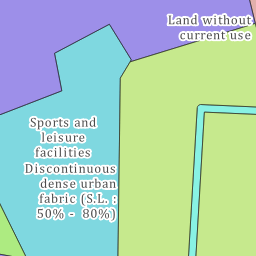 Land without
current use
Sports and
leisure
facilities
Discontinuous
dense urban
fabric (S.L. :
50% - 80%)